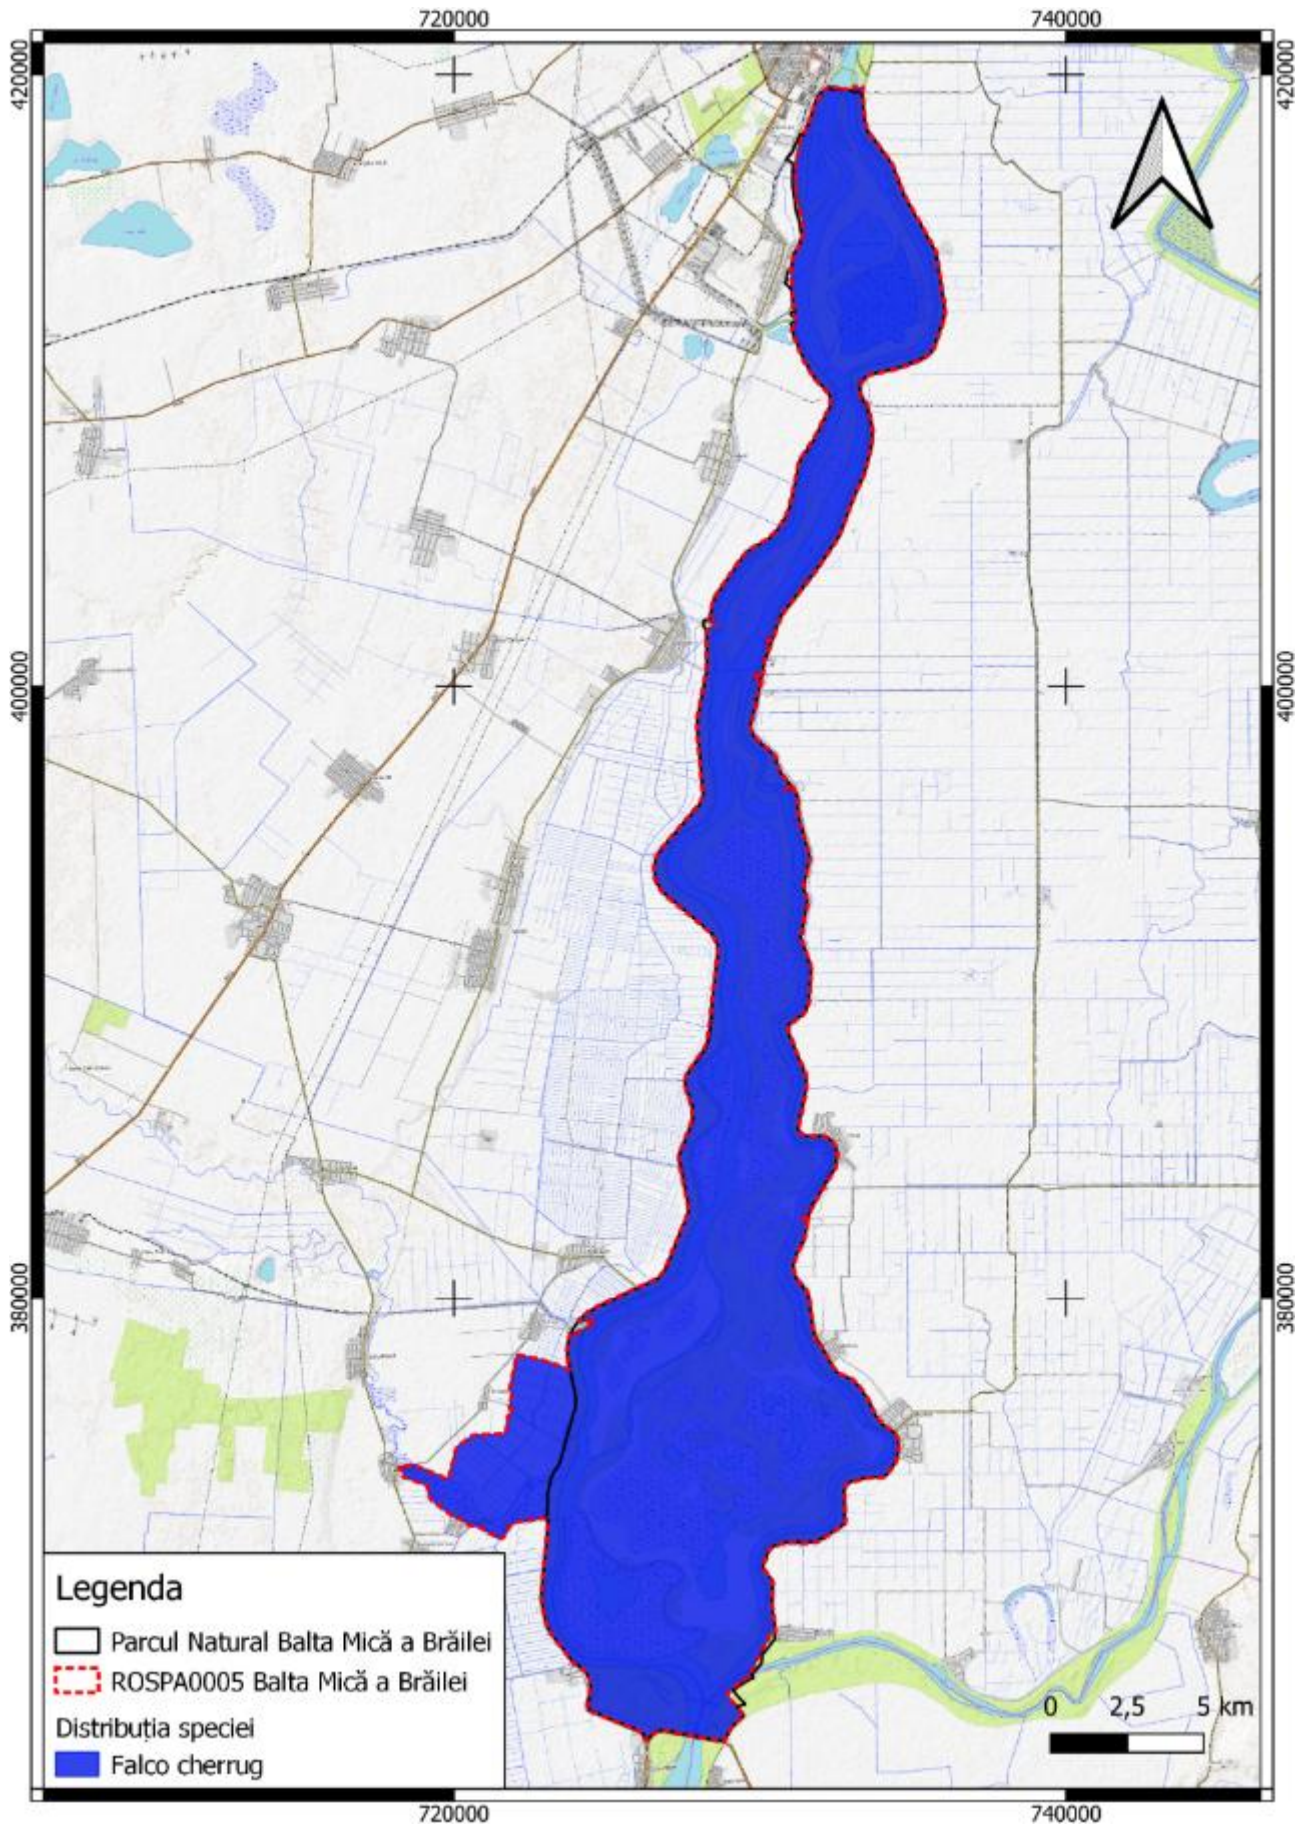 720000
740000
420000
420000
400000
400000
380000
380000
Legenda
Parcul Natural Balta Mică a Brăilei
ROSPA0005 Balta Mică a Brăilei
Distribuția speciei
Falco cherrug
0 2,5 5 km
720000
740000